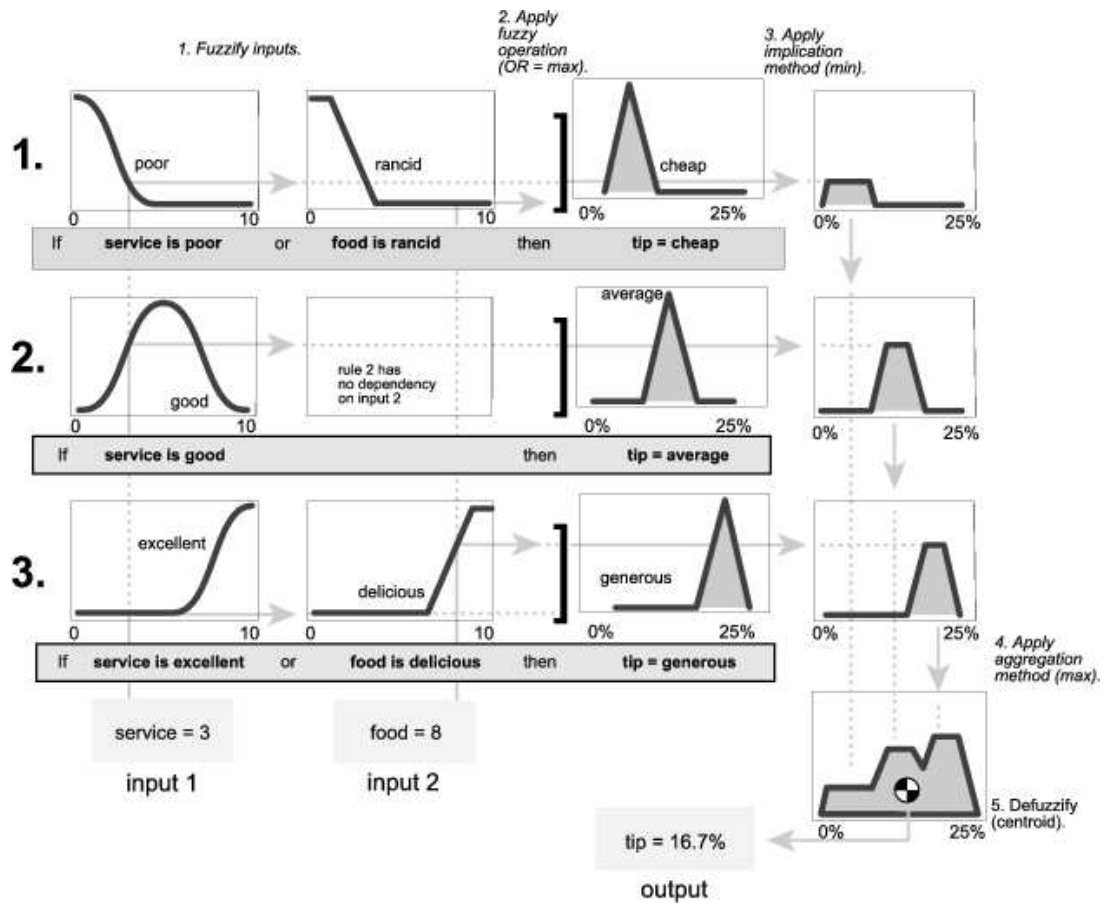 1. Fuzzify inputs.
2. Apply
fuzzy
operation
(OR = max).
3. Apply
implication
method (min).
1.
poor
rancid
cheap
0
10
0
10
0%
25%
0%
25%
If service is poor or food is rancid then tip = cheap
2.
good
rule 2 has
no dependency
on input 2
average
0
10
0%
25%
0%
25%
If service is good then tip = average
3.
excellent
delicious
generous
0
10
0
10
0%
25%
0%
25%
If service is excellent or food is delicious then tip = generous
4. Apply
aggregation
method (max).
service = 3
input 1
food = 8
input 2
0%
25%
5. Defuzzify
(centroid).
tip = 16.7%
output